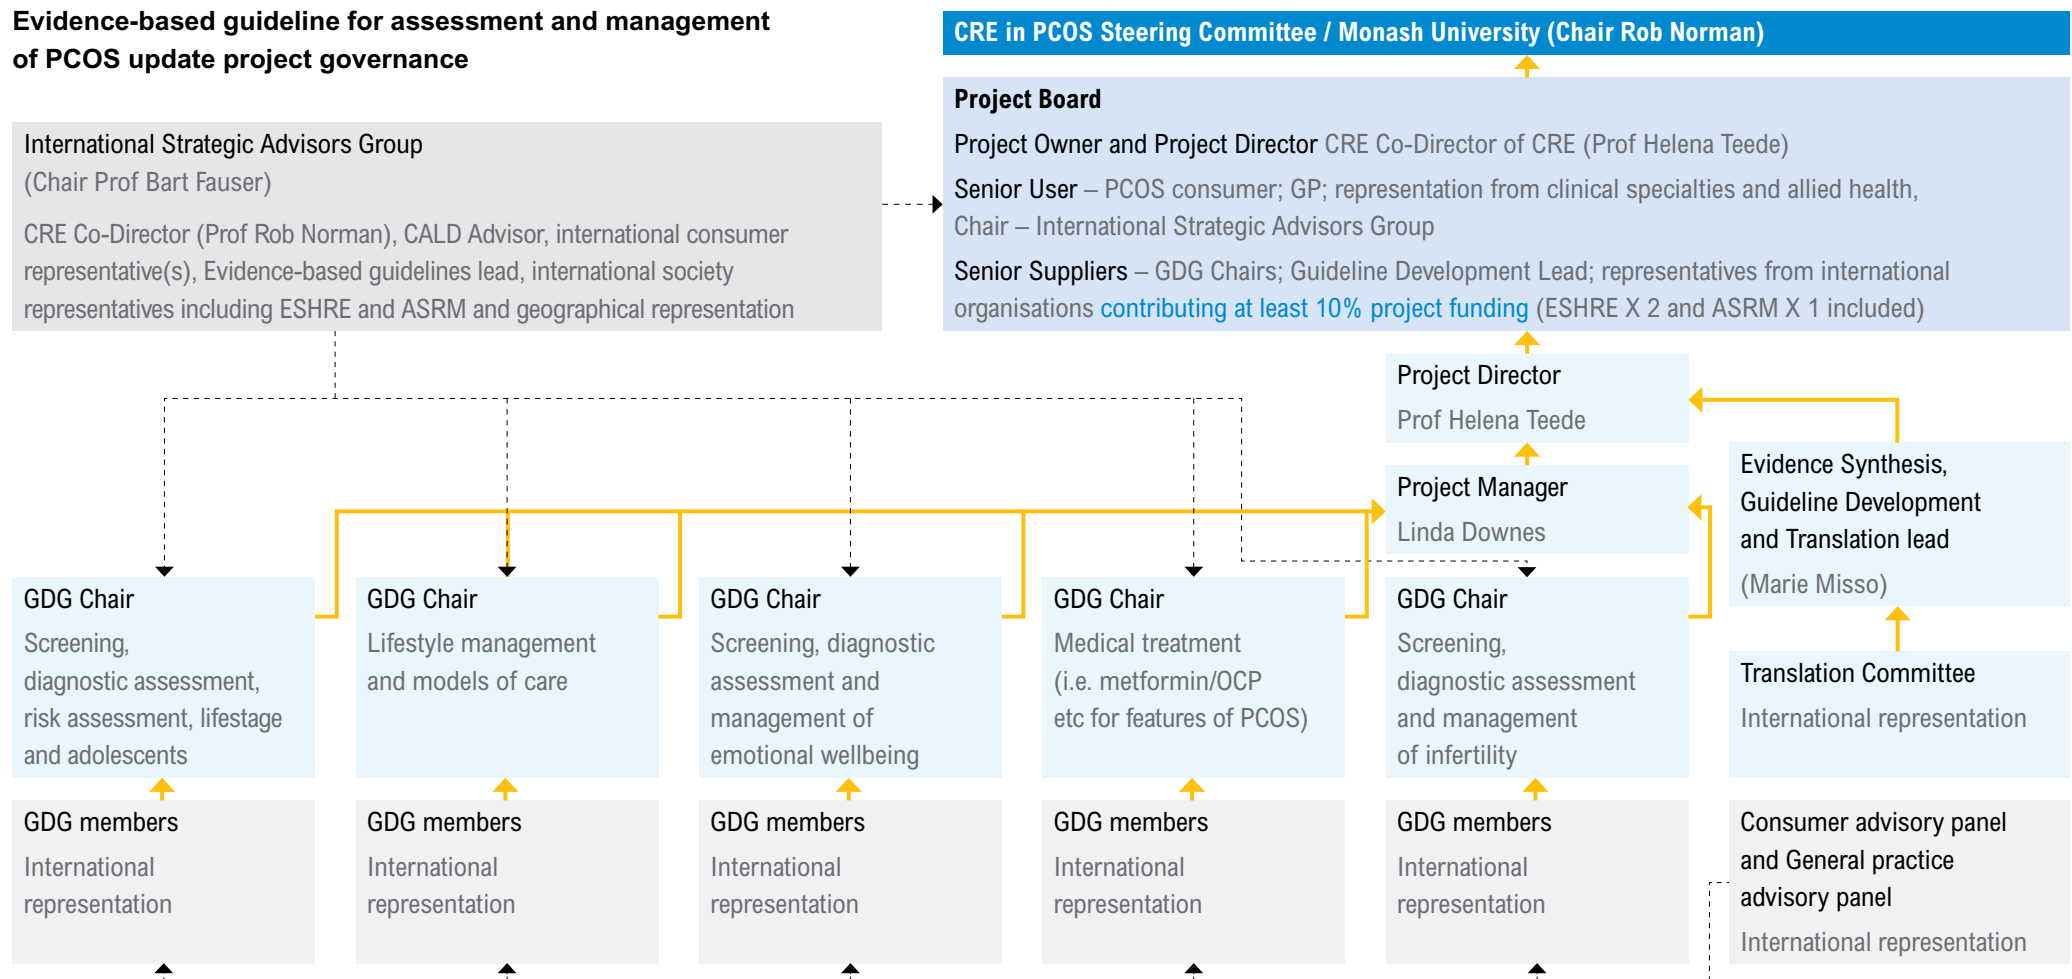 Evidence-based guideline for assessment and management
of PCOS update project governance
CRE in PCOS Steering Committee / Monash University (Chair Rob Norman)
Project Board
Project Owner and Project Director CRE Co-Director of CRE (Prof Helena Teede)
Senior User – PCOS consumer; GP; representation from clinical specialties and allied health,
Chair – International Strategic Advisors Group
Senior Suppliers – GDG Chairs; Guideline Development Lead; representatives from international
organisations contributing at least 10% project funding (ESHRE X 2 and ASRM X 1 included)
International Strategic Advisors Group
(Chair Prof Bart Fauser)
CRE Co-Director (Prof Rob Norman), CALD Advisor, international consumer
representative(s), Evidence-based guidelines lead, international society
representatives including ESHRE and ASRM and geographical representation
Project Director
Prof Helena Teede
Project Manager
Linda Downes
Evidence Synthesis,
Guideline Development
and Translation lead
(Marie Misso)
Translation Committee
International representation
GDG Chair
Screening,
diagnostic assessment,
risk assessment, lifestage
and adolescents
GDG Chair
Lifestyle management
and models of care
GDG Chair
Screening, diagnostic
assessment and
management of
emotional wellbeing
GDG Chair
Medical treatment
(i.e. metformin/OCP
etc for features of PCOS)
GDG Chair
Screening,
diagnostic assessment
and management
of infertility
GDG members
International
representation
GDG members
International
representation
GDG members
International
representation
GDG members
International
representation
GDG members
International
representation
Consumer advisory panel
and General practice
advisory panel
International representation